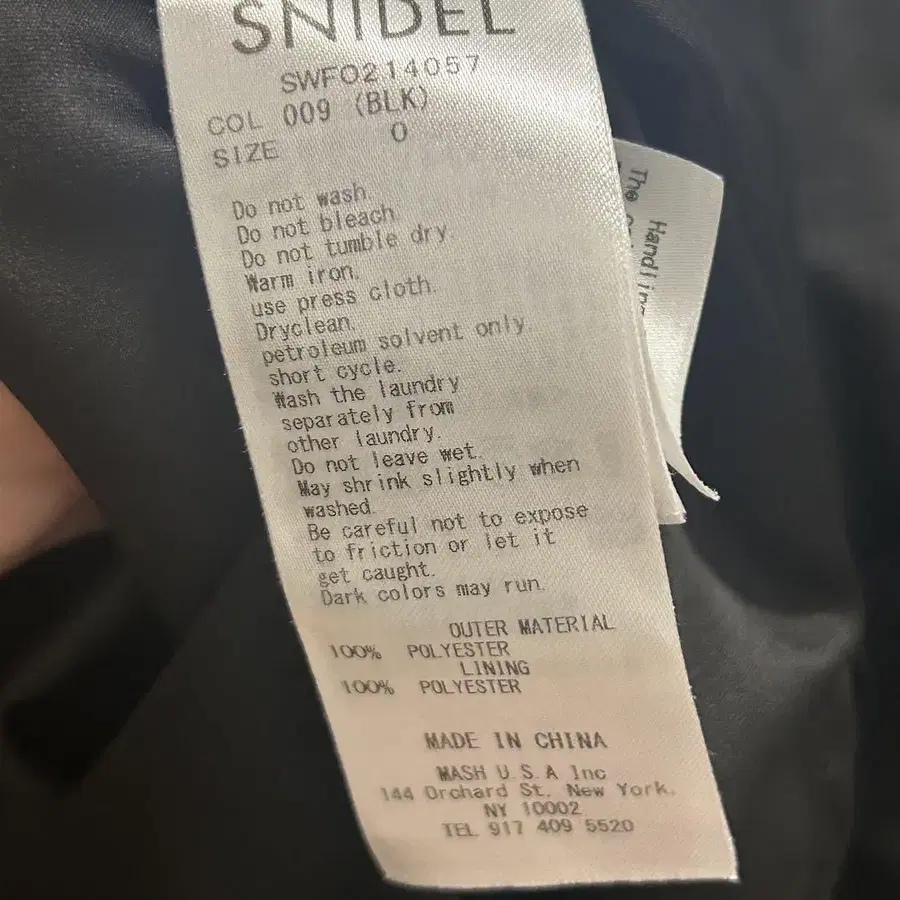 SNIDEL
SWFO214057
COL 009 (BLK)
SIZE 0
Do not wash.
Do not bleach.
Do not tumble dry.
Warm iron.
use press cloth.
Dryclean.
petroleum solvent only.
short cycle.
Wash the laundry
separately from
other laundry.
Do not leave wet.
May shrink slightly when
washed.
Be careful not to expose
to friction or let it
get caught.
Dark colors may run.
OUTER MATERIAL
100% POLYESTER
LINING
100% POLYESTER
MADE IN CHINA
MASH U.S.A Inc
144 Orchard St. New York.
NY 10002
TEL 917 409 5520
The